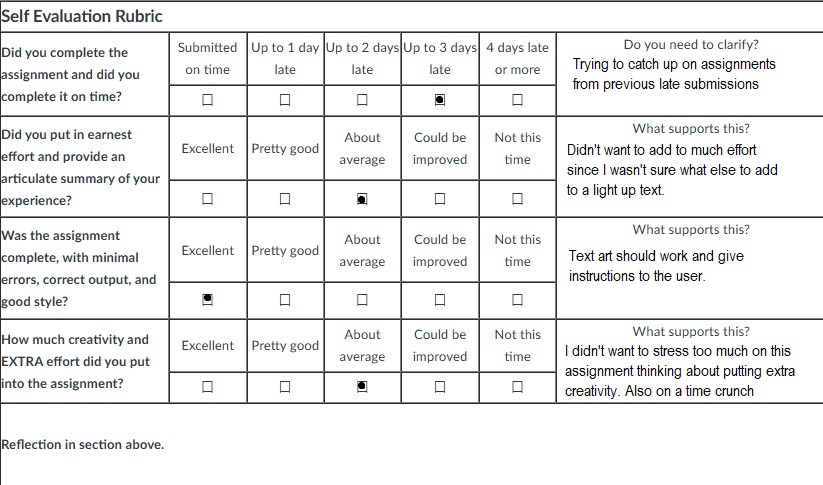 Self Evaluation Rubric
Did you complete the
assignment and did you
complete it on time?
Submitted
on time
Up to 1 day
late
Up to 2 days
late
Up to 3 days
late
4 days late
or more
Do you need to clarify?
Trying to catch up on assignments
from previous late submissions
Did you put in earnest
effort and provide an
articulate summary of your
experience?
Excellent
Pretty good
About
average
Could be
improved
Not this
time
What supports this?
Didn't want to add to much effort
since I wasn't sure what else to add
to a light up text.
Was the assignment
complete, with minimal
errors, correct output, and
good style?
Excellent
Pretty good
About
average
Could be
improved
Not this
time
What supports this?
Text art should work and give
instructions to the user.
How much creativity and
EXTRA effort did you put
into the assignment?
Excellent
Pretty good
About
average
Could be
improved
Not this
time
What supports this?
I didn't want to stress too much on this
assignment thinking about putting extra
creativity. Also on a time crunch
Reflection in section above.